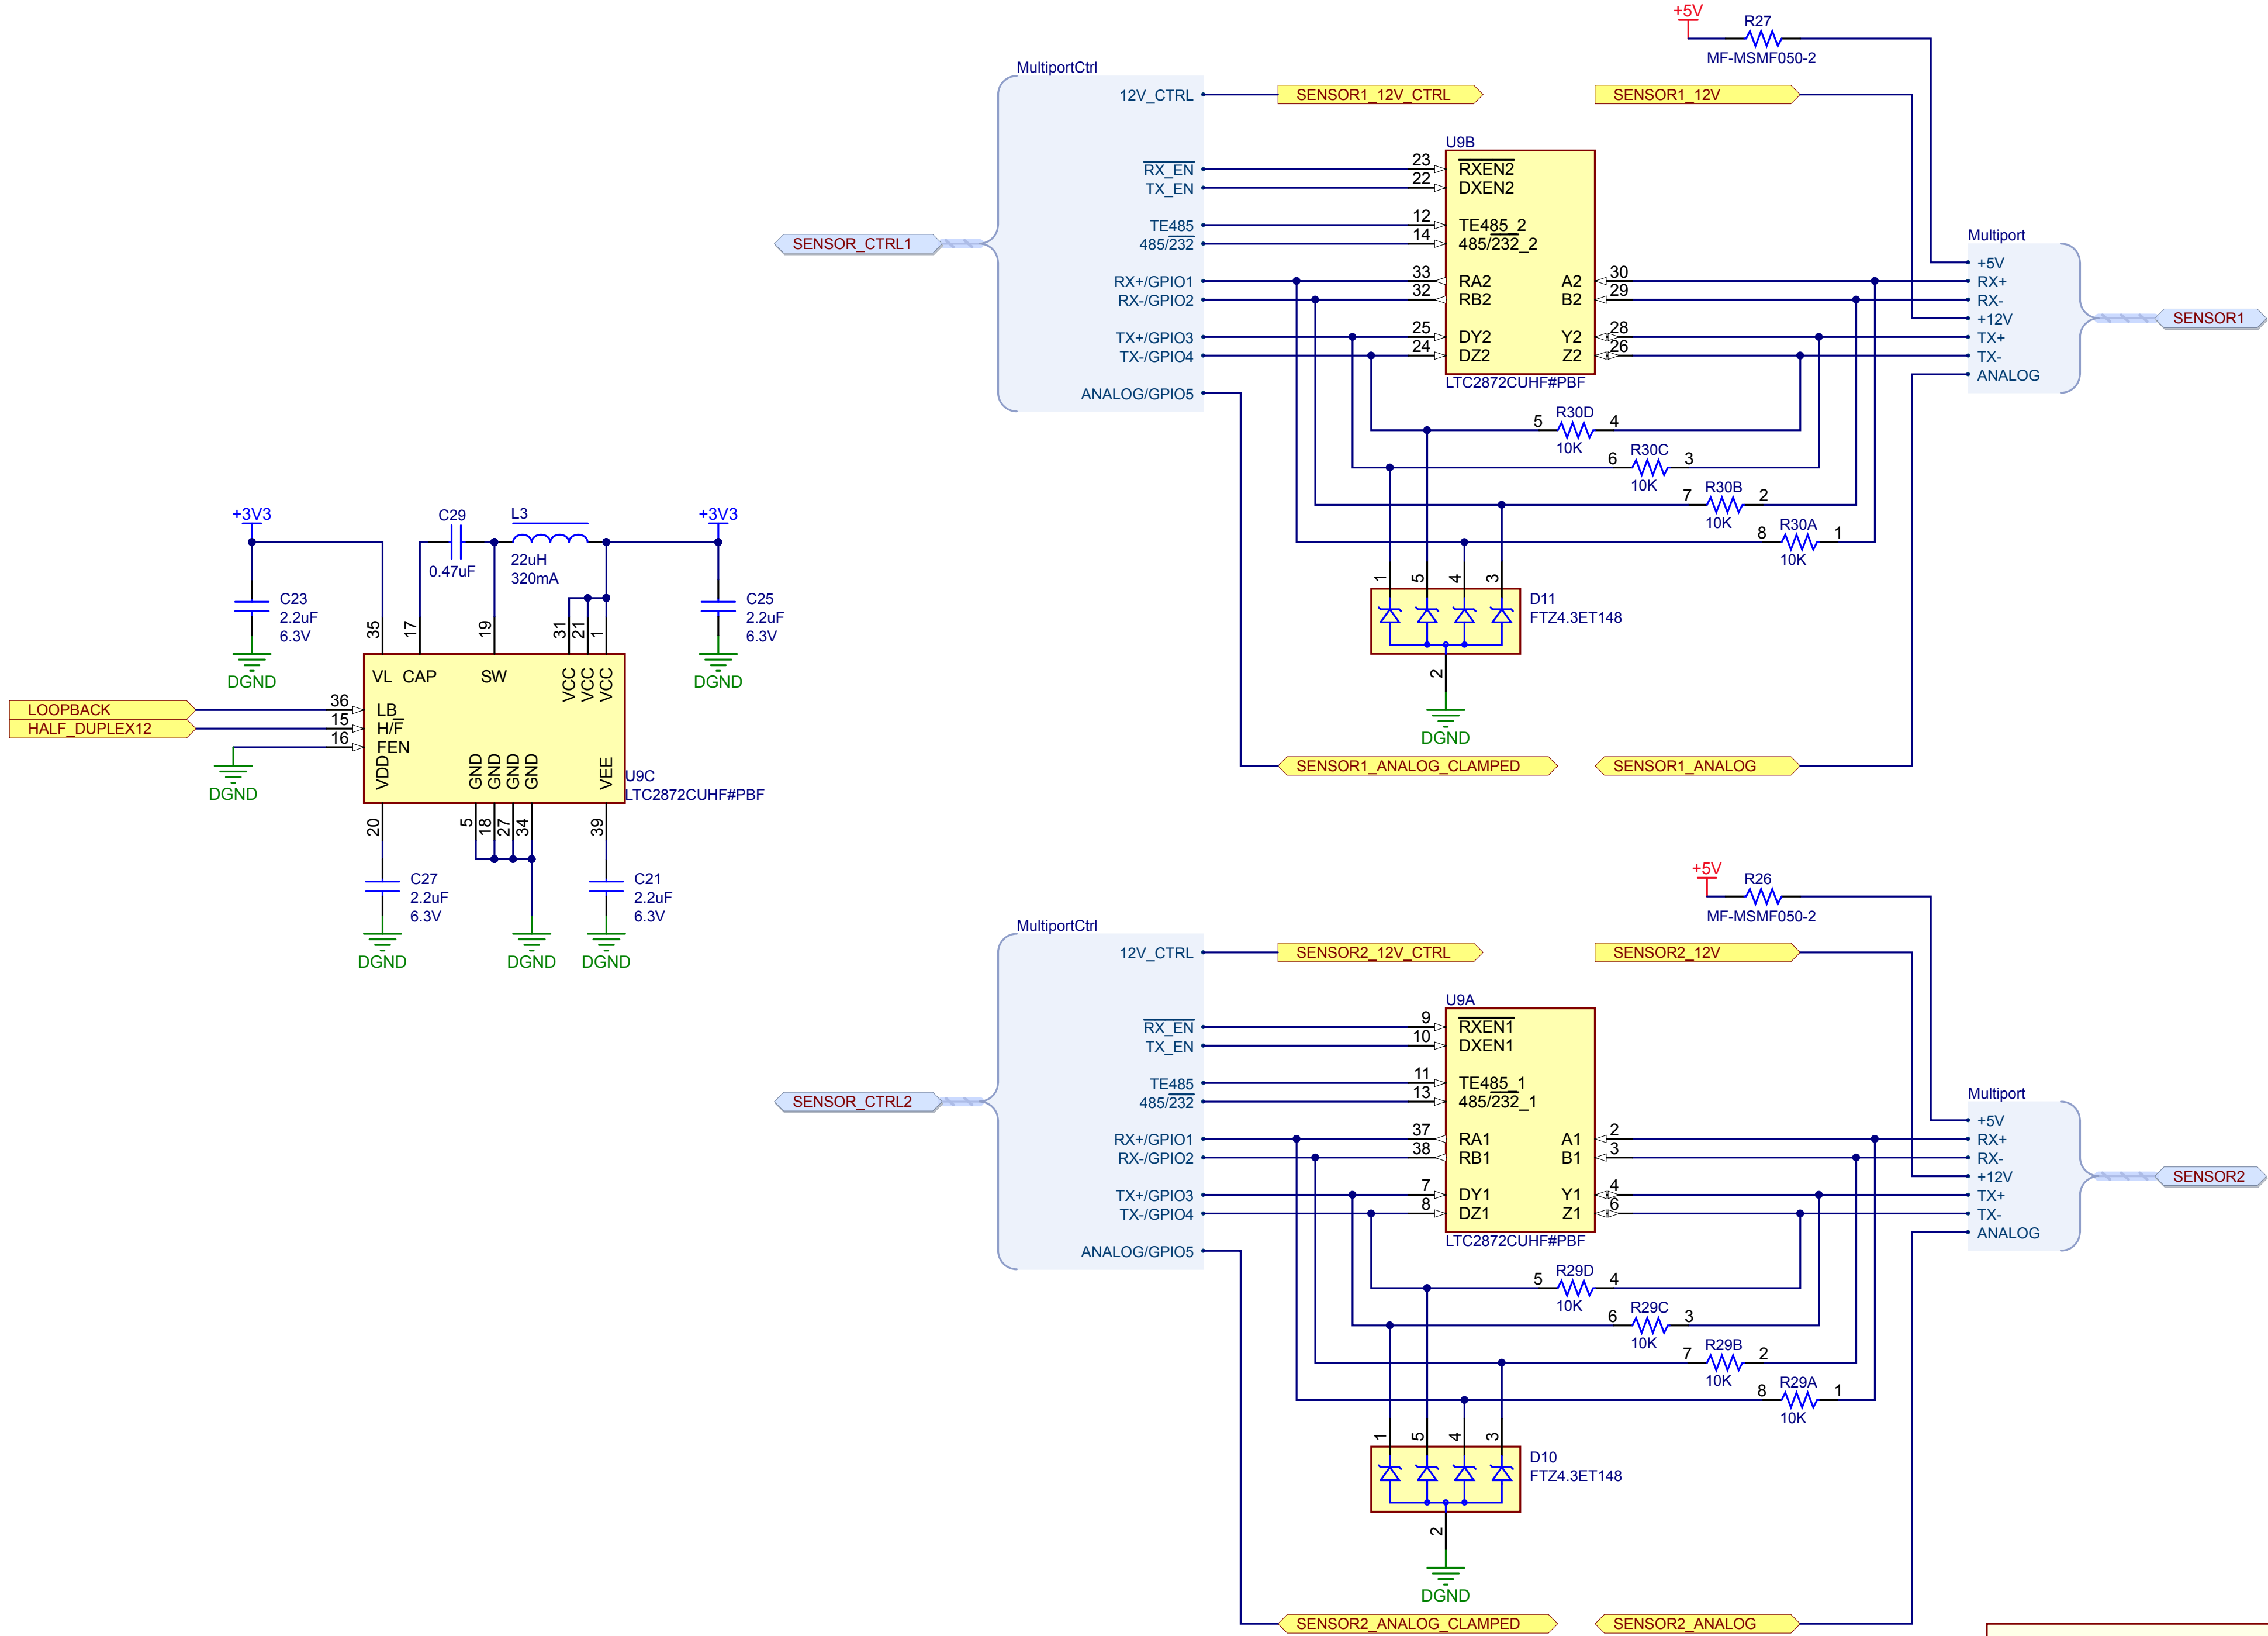 +5V
R27
MF-MSMF050-2
MultiportCtrl
12V_CTRL
SENSOR1_12V_CTRL
SENSOR1_12V
U9B
RX_EN
23
RXEN2
TX_EN
22
DXEN2
TE485
12
TE485_2
485/232
14
485/232_2
SENSOR_CTRL1
RX+/GPIO1
33
RA2
A2
30
RX-/GPIO2
32
RB2
B2
29
TX+/GPIO3
25
DY2
Y2
28
TX-/GPIO4
24
DZ2
Z2
26
LTC2872CUHF#PBF
ANALOG/GPIO5
Multiport
+5V
RX+
RX-
+12V
TX+
TX-
ANALOG
SENSOR1
5
R30D
4
10K
6
R30C
3
10K
7
R30B
2
10K
8
R30A
1
10K
1
5
4
3
D11
FTZ4.3ET148
2
DGND
SENSOR1_ANALOG_CLAMPED
SENSOR1_ANALOG
+3V3
C29
0.47uF
L3
22uH
320mA
+3V3
C23
2.2uF
6.3V
DGND
C25
2.2uF
6.3V
DGND
35
17
19
31
21
1
VL
CAP
SW
VCC
VCC
VCC
LOOPBACK
36
LB
HALF_DUPLEX12
15
H/F
16
FEN
DGND
VDD
GND
GND
GND
GND
VEE
U9C
LTC2872CUHF#PBF
20
5
18
27
34
39
C27
2.2uF
6.3V
DGND
DGND
C21
2.2uF
6.3V
DGND
+5V
R26
MF-MSMF050-2
MultiportCtrl
12V_CTRL
SENSOR2_12V_CTRL
SENSOR2_12V
U9A
RX_EN
9
RXEN1
TX_EN
10
DXEN1
TE485
11
TE485_1
485/232
13
485/232_1
SENSOR_CTRL2
RX+/GPIO1
37
RA1
A1
2
RX-/GPIO2
38
RB1
B1
3
TX+/GPIO3
7
DY1
Y1
4
TX-/GPIO4
8
DZ1
Z1
6
LTC2872CUHF#PBF
ANALOG/GPIO5
Multiport
+5V
RX+
RX-
+12V
TX+
TX-
ANALOG
SENSOR2
5
R29D
4
10K
6
R29C
3
10K
7
R29B
2
10K
8
R29A
1
10K
1
5
4
3
D10
FTZ4.3ET148
2
DGND
SENSOR2_ANALOG_CLAMPED
SENSOR2_ANALOG